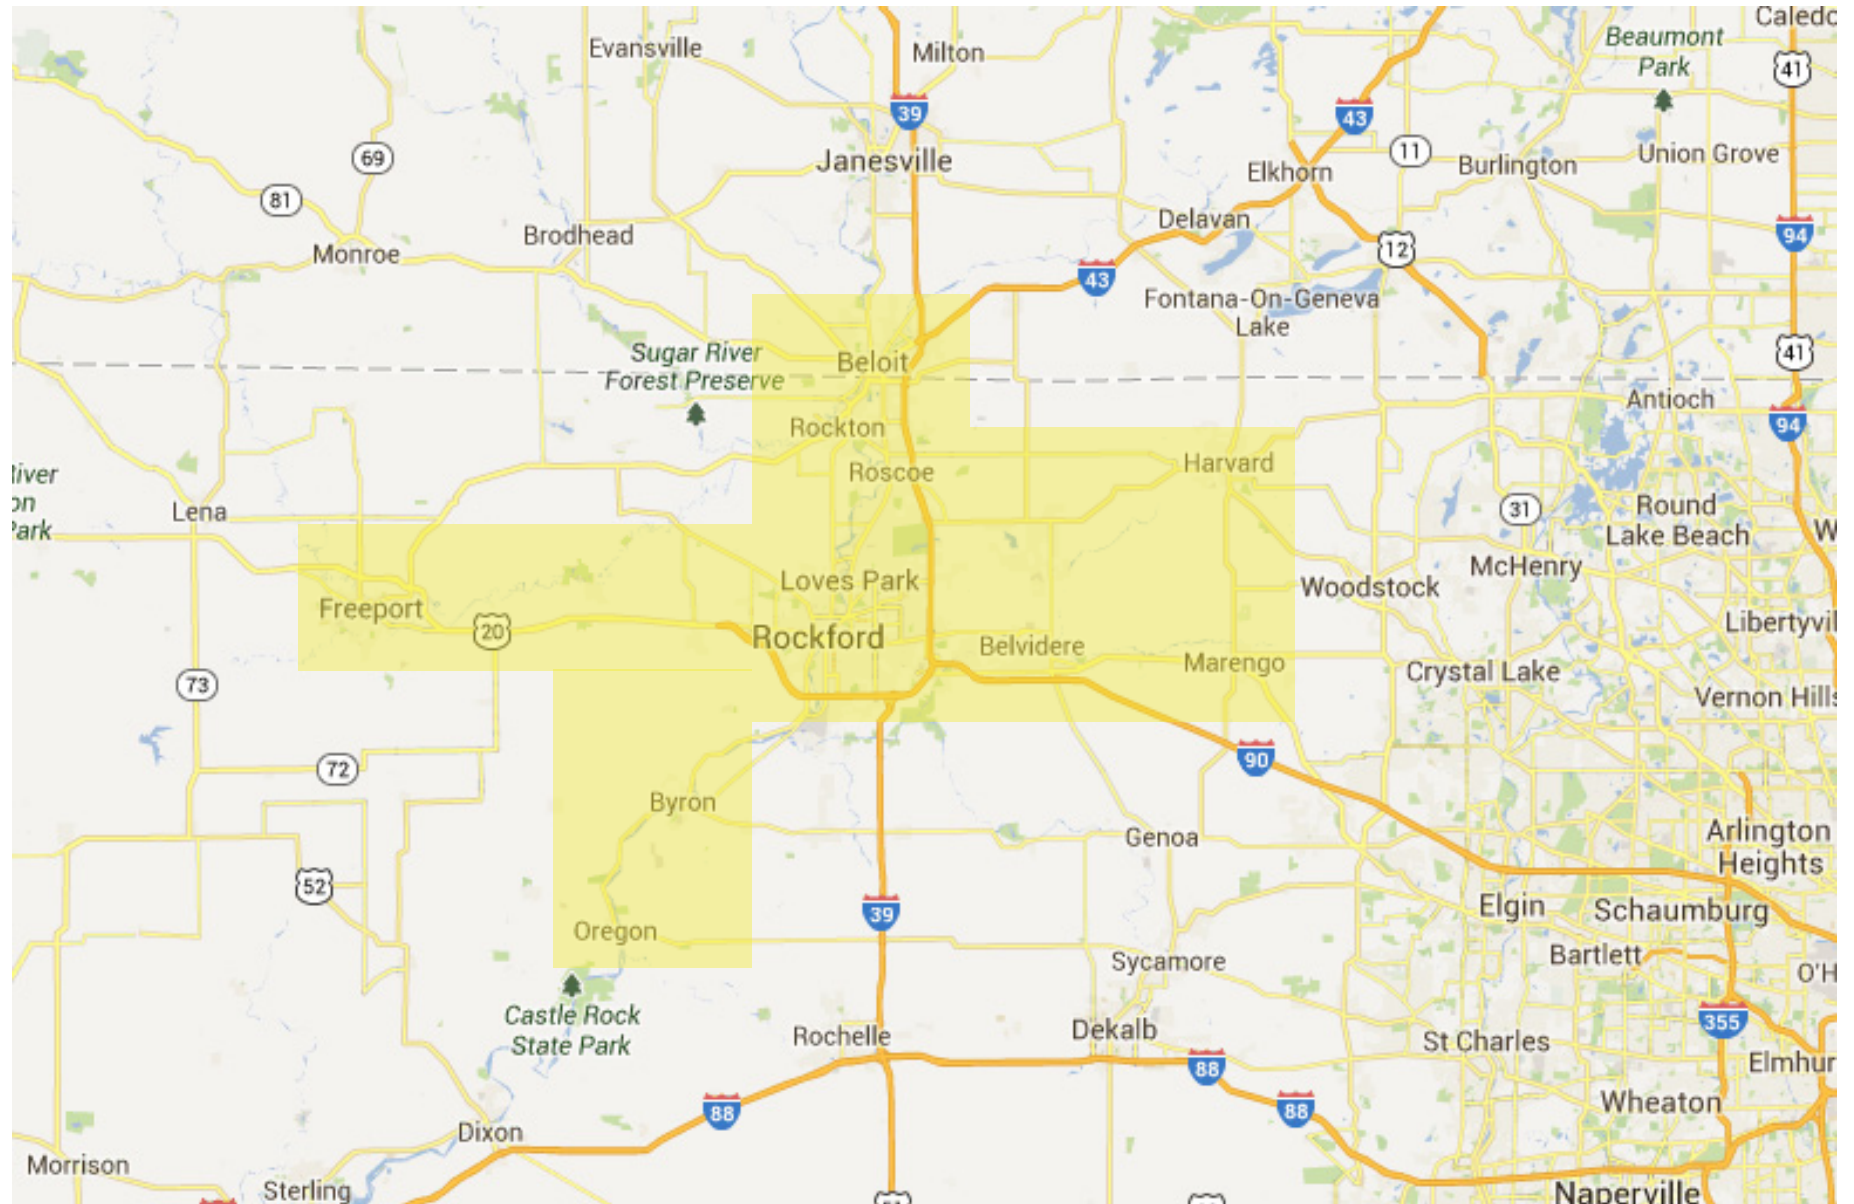 Caledo
Evansville
Milton
Beaumont
Park
41
39
43
69
Janesville
11
Burlington
Union Grove
Elkhorn
81
Delavan
Brodhead
94
Monroe
12
43
Fontana-On-Geneva
Lake
Sugar River
Forest Preserve
Beloit
41
Antioch
94
Rockton
Roscoe
Harvard
River
on
Park
Lena
31
Round
Lake Beach
W
McHenry
Loves Park
Woodstock
Freeport
20
Rockford
Belvidere
Libertyvil
Marengo
Crystal Lake
73
Vernon Hills
72
90
Byron
Genoa
Arlington
Heights
52
39
Elgin
Schaumburg
Oregon
Bartlett
Sycamore
O'H
Castle Rock
State Park
Rochelle
Dekalb
355
St Charles
Elmhur
88
88
88
Wheaton
Dixon
Morrison
Sterling
Naperville